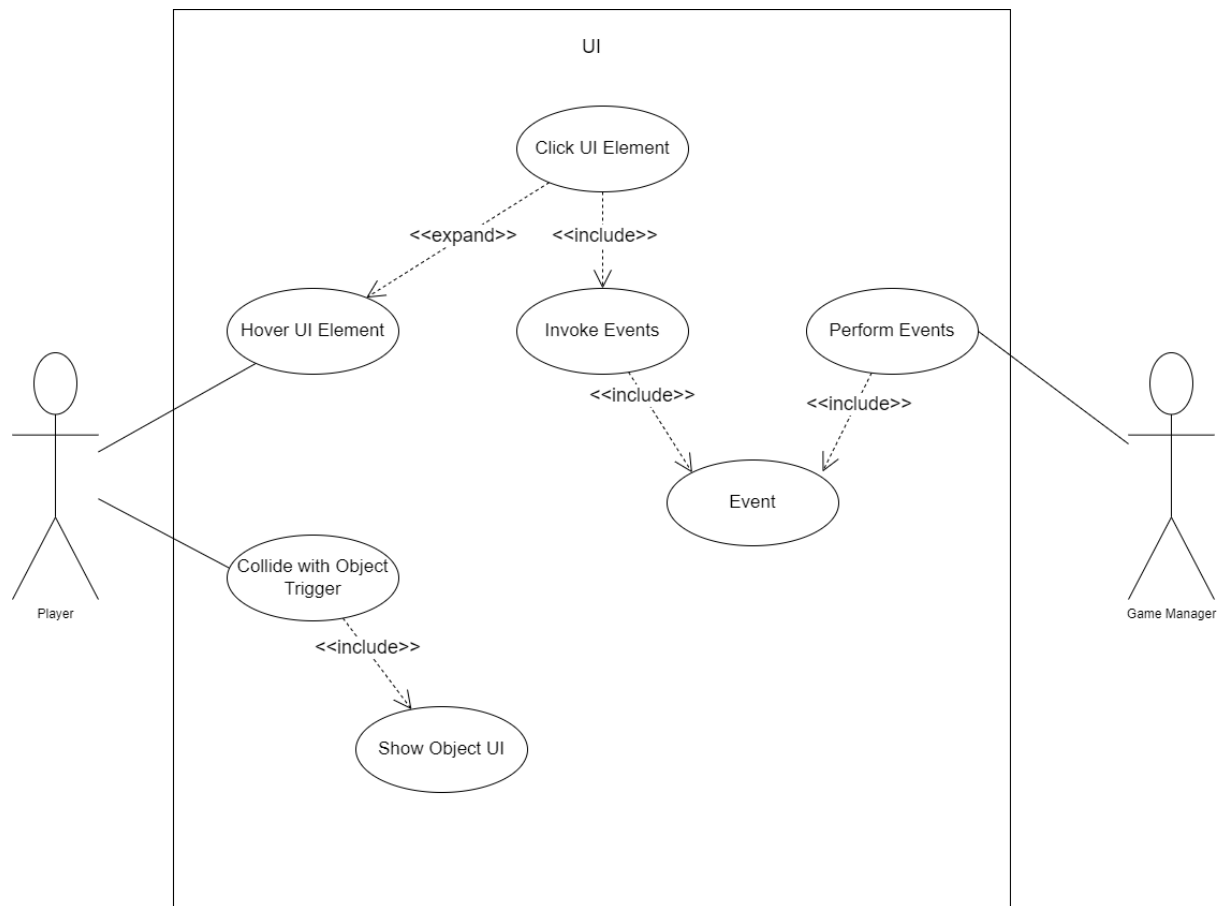 UI
Click UI Element
<<expand>>
<<include>>
Hover UI Element
Invoke Events
Perform Events
<<include>>
<<include>>
Event
Collide with Object
Trigger
Player
Game Manager
<<include>>
Show Object UI